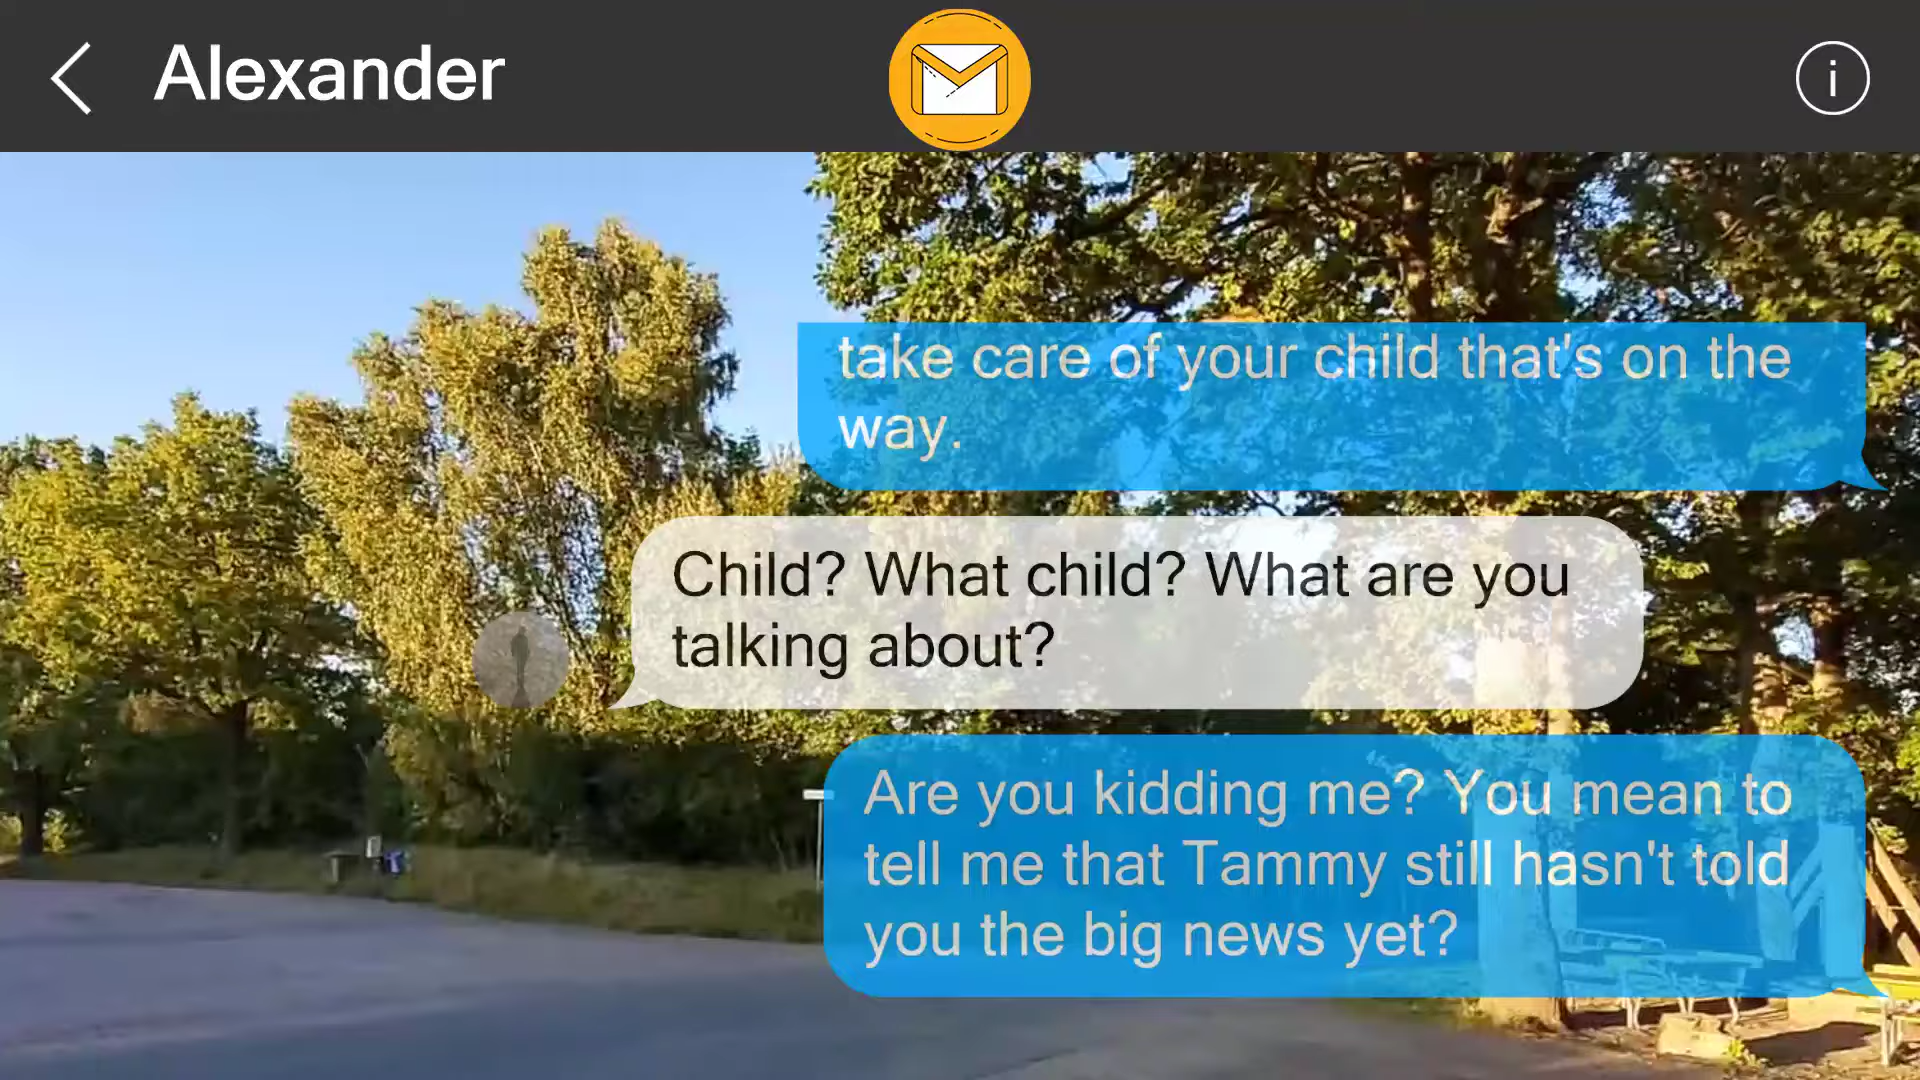 Alexander
take care of your child that's on the
way.
Child? What child? What are you
talking about?
Are you kidding me? You mean to
tell me that Tammy still hasn't told
you the big news yet?